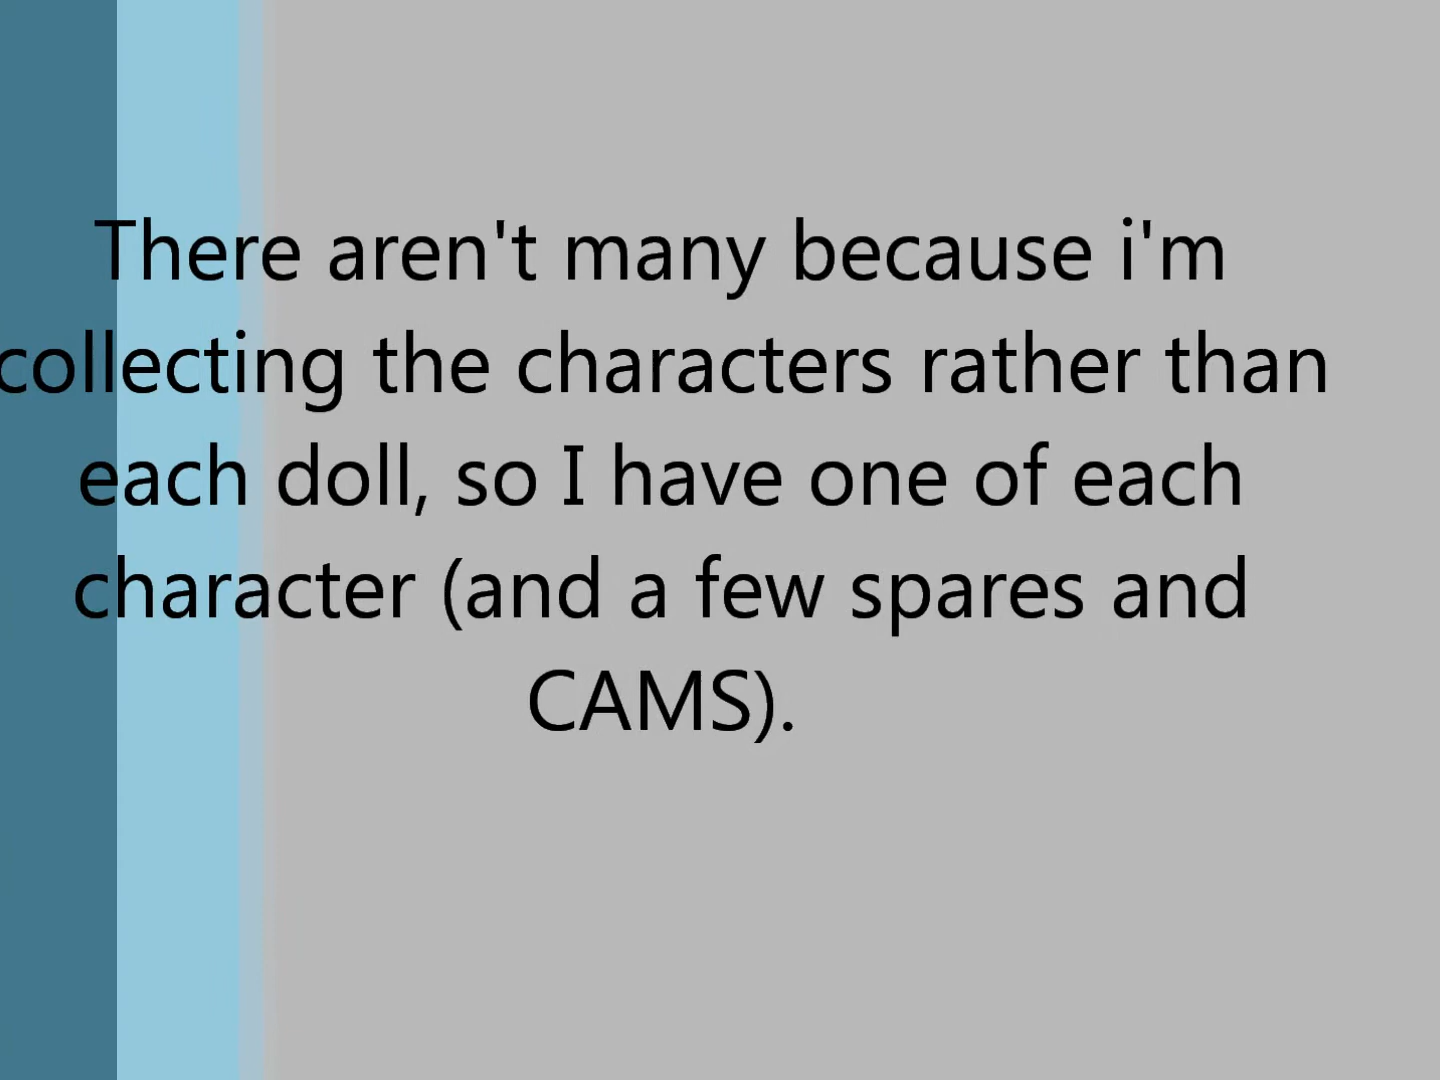 There aren't many because i'm
collecting the characters rather than
each doll, so I have one of each
character (and a few spares and
CAMS).